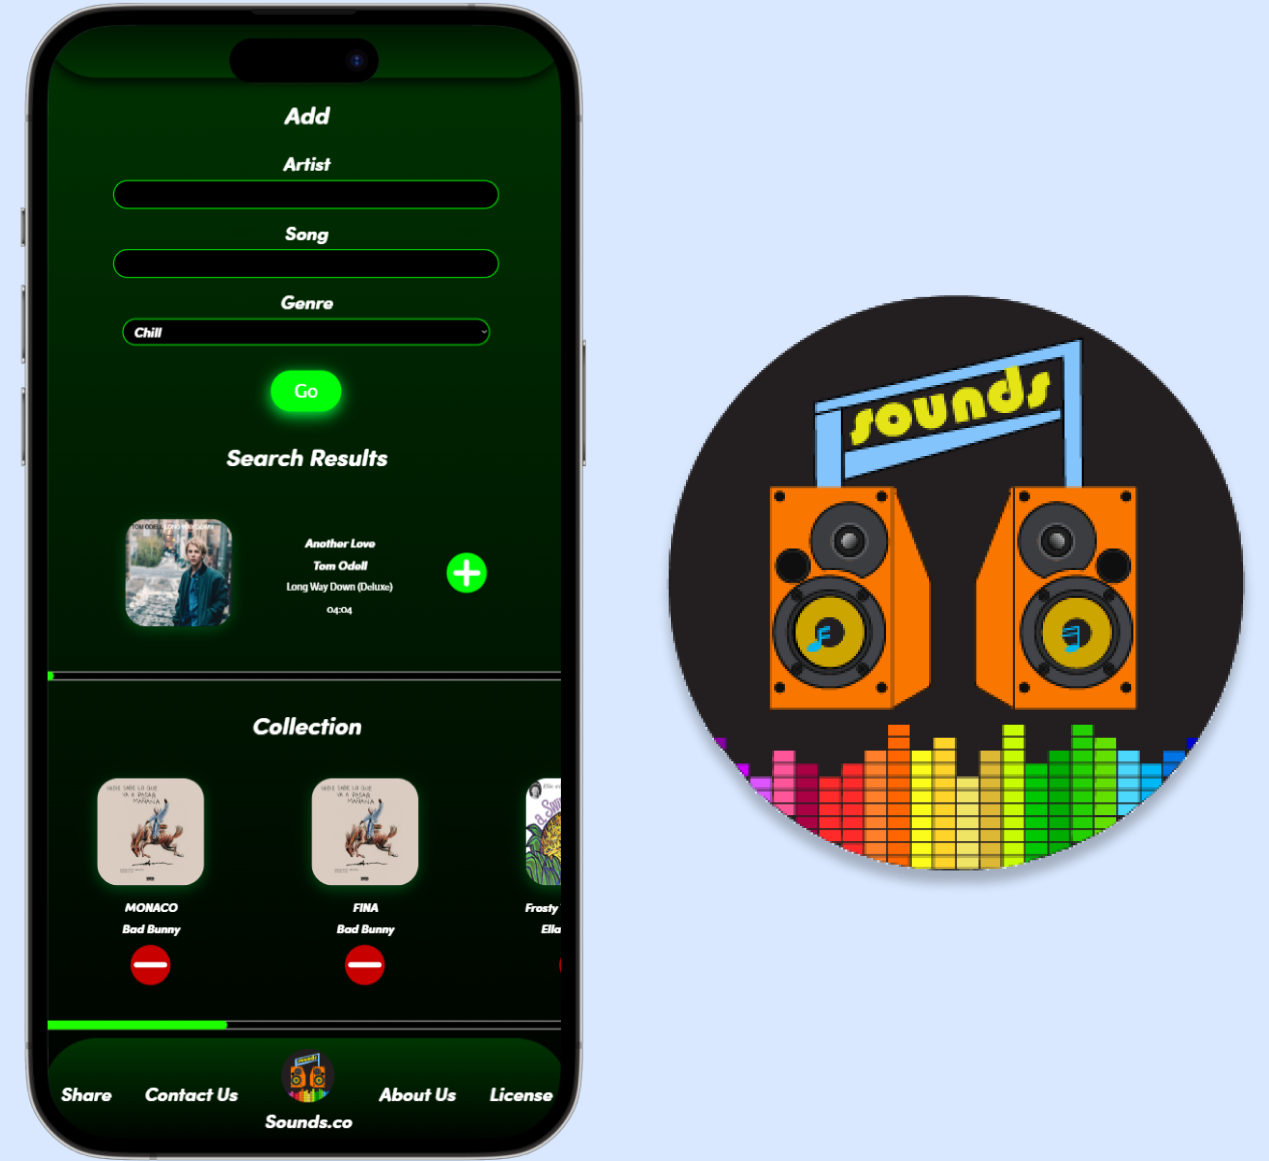 Add
Artist
Song
Genre
Chill
Go
Search Results
TOM ODELL LONG WAY DOWN
Another Love
Tom Odell
Long Way Down (Deluxe)
04:04
Collection
NADIE SABE LO QUE
VA A PASAR
MAÑANA
NADIE SABE LO QUE
VA A PASAR
MAÑANA
MONACO
Bad Bunny
FINA
Bad Bunny
Frosty
Ella
sounds
Share
Contact Us
About Us
License
Sounds.co
sounds